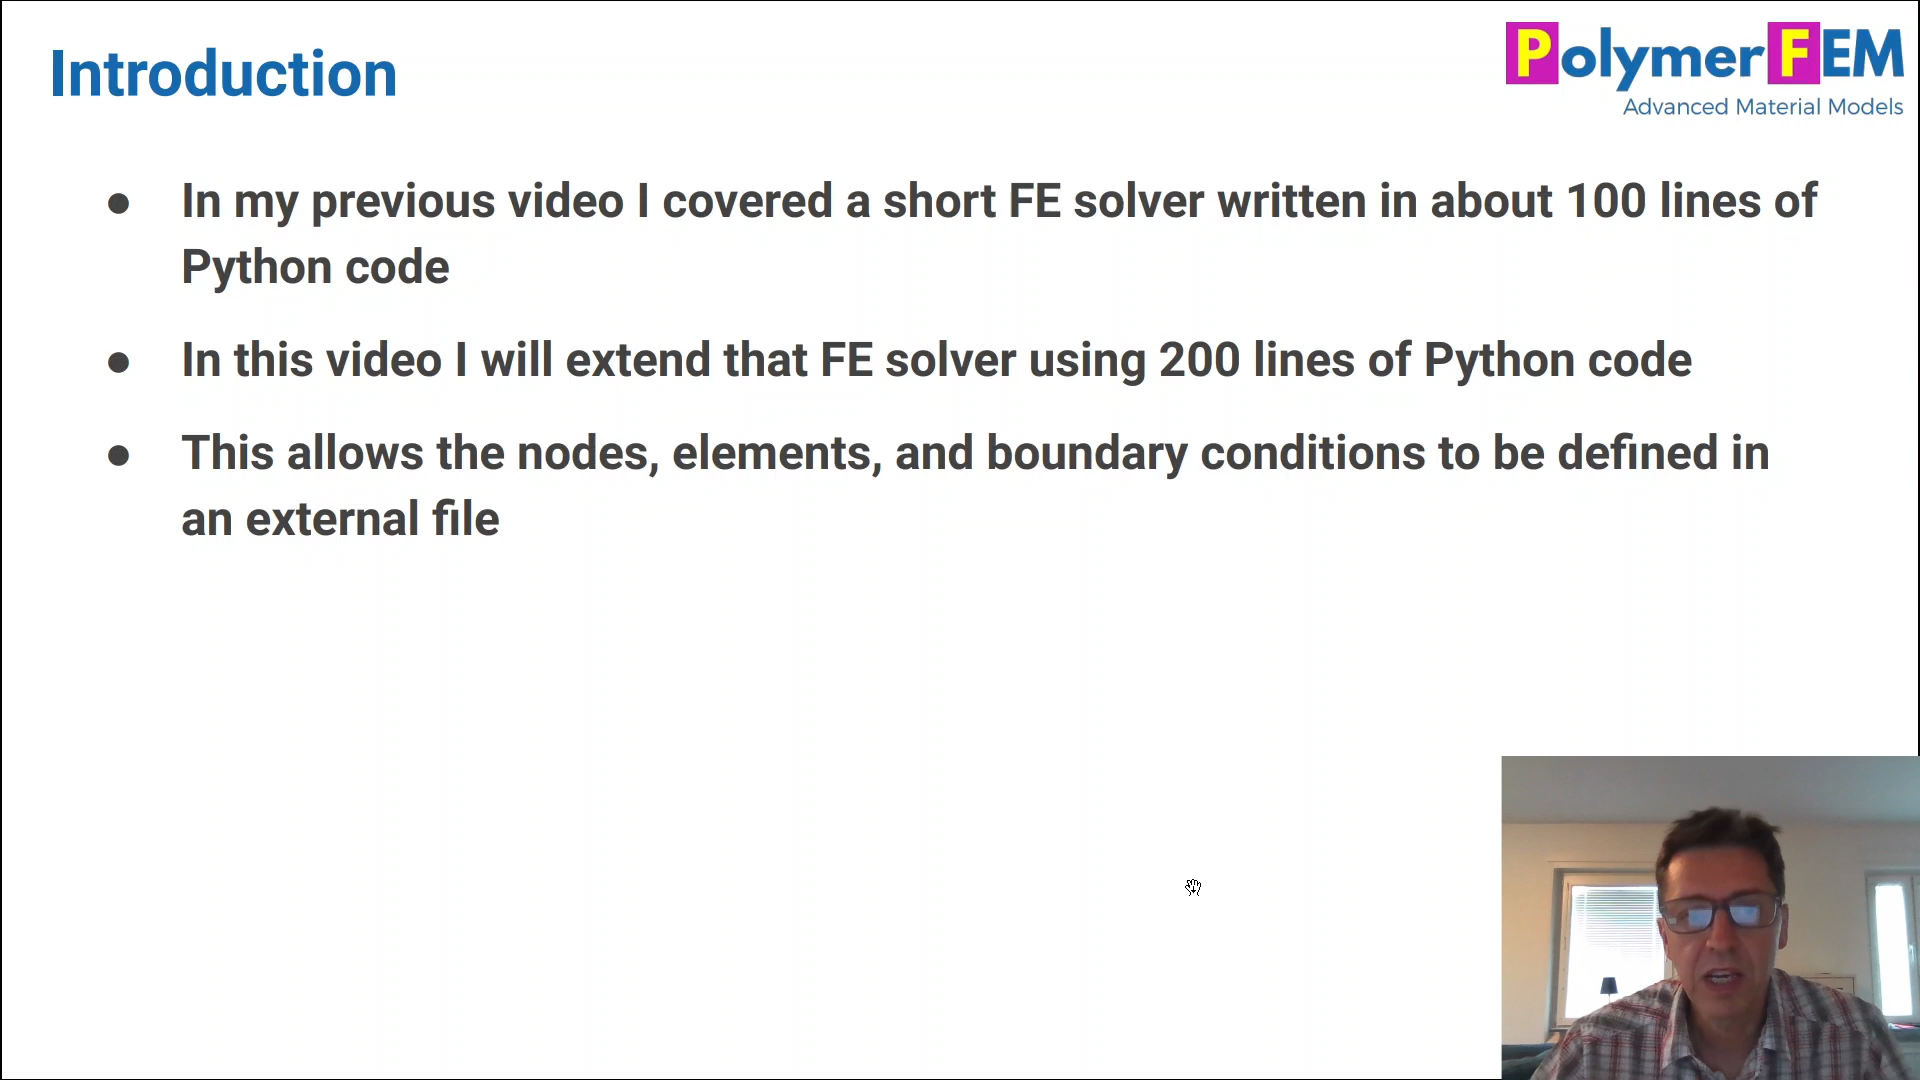 Introduction
PolymerFEM
Advanced Material Models
● In my previous video I covered a short FE solver written in about 100 lines of
Python code
● In this video I will extend that FE solver using 200 lines of Python code
● This allows the nodes, elements, and boundary conditions to be defined in
an external file